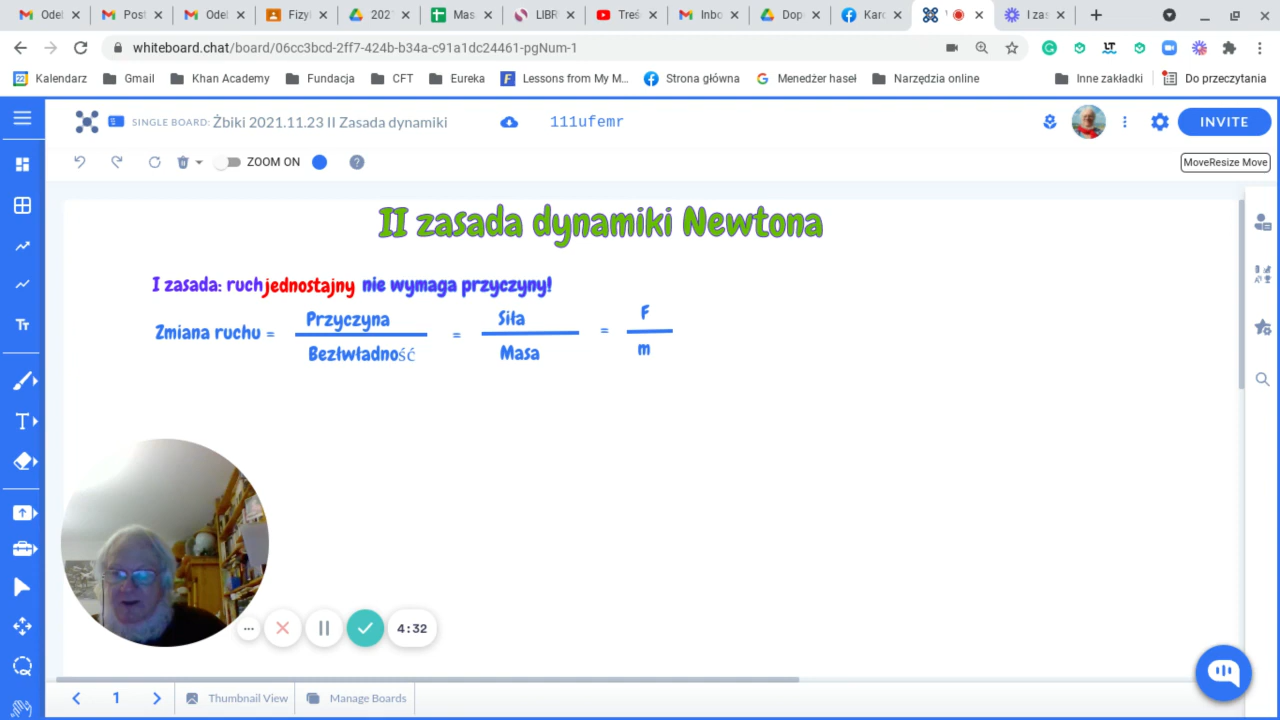 Odeł
Post
Odel
Fizyl
202'
Mas
LIBR
Treś
Inbo
Dop
Karo
I zas
whiteboard.chat/board/06cc3bcd-2ff7-424b-b34a-c91a1dc24461-pgNum-1
Kalendarz
Gmail
Khan Academy
Fundacja
CFT
Eureka
Lessons from My M...
Strona główna
Menedżer haseł
Narzędzia online
Inne zakładki
Do przeczytania
SINGLE BOARD: Żbiki 2021.11.23 II Zasada dynamiki
111ufemr
INVITE
ZOOM ON
MoveResize Move
II zasada dynamiki Newtona
I zasada: ruch jednostajny nie wymaga przyczyny!
Zmiana ruchu = Przyczyna = Siła = F
Beztwładność Masa m
Tт
T
4:32
1
Thumbnail View
Manage Boards